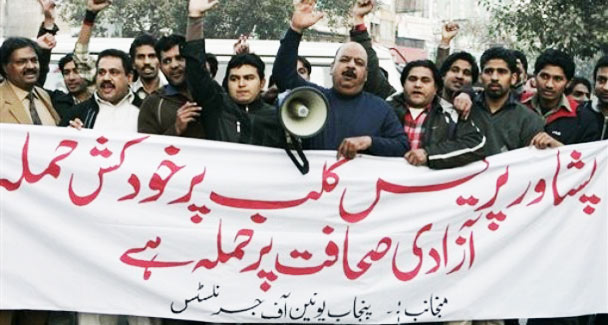 پشاور پریس کلب پر خودکش حملہ
آزادی صحافت پر حملہ ہے
منجانب: پنجاب یونین آف جرنلسٹس